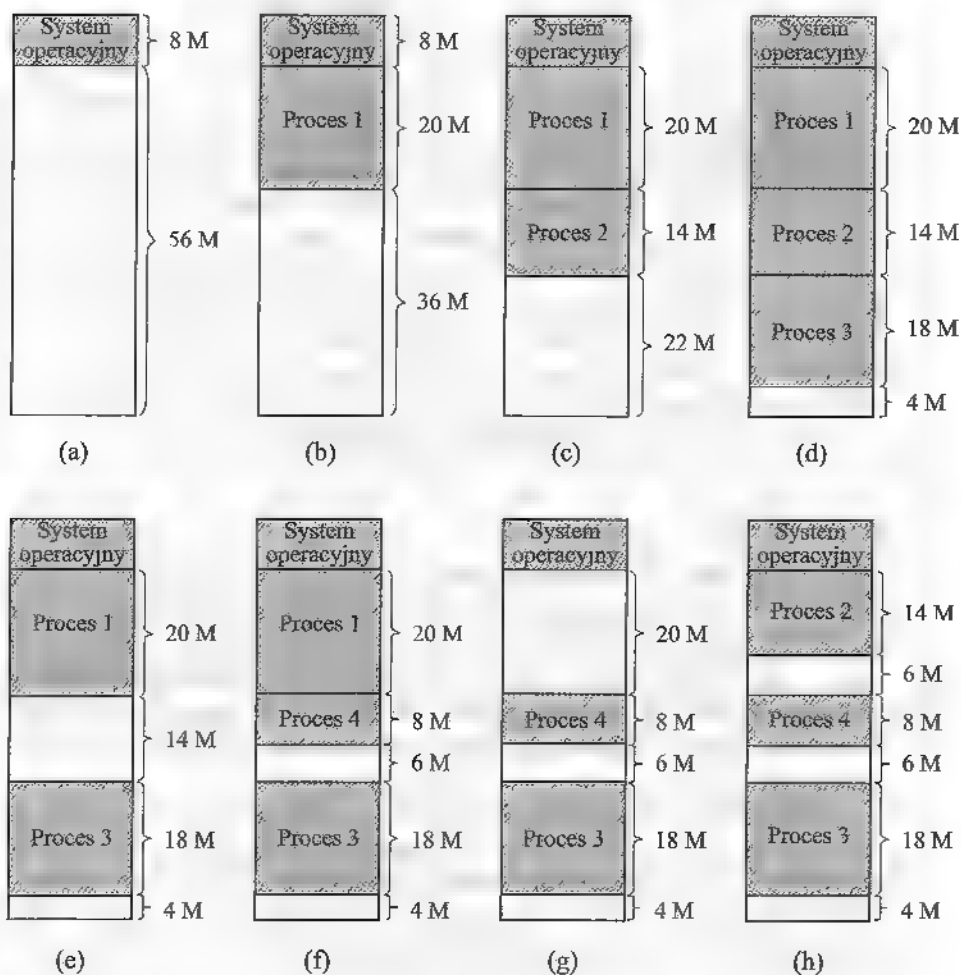 System
operacyjny
8 M
56 M
(a)
System
operacyjny
8 M
Proces 1
20 M
36 M
(b)
System
operacyjny
Proces 1
20 M
Proces 2
14 M
22 M
(c)
System
operacyjny
Proces 1
20 M
Proces 2
14 M
Proces 3
18 M
4 M
(d)
System
operacyjny
Proces 1
20 M
14 M
Proces 3
18 M
4 M
(e)
System
operacyjny
Proces 1
20 M
Proces 4
8 M
6 M
Proces 3
18 M
4 M
(f)
System
operacyjny
20 M
Proces 4
8 M
6 M
Proces 3
18 M
4 M
(g)
System
operacyjny
Proces 2
14 M
6 M
Proces 4
8 M
6 M
Proces 3
18 M
4 M
(h)